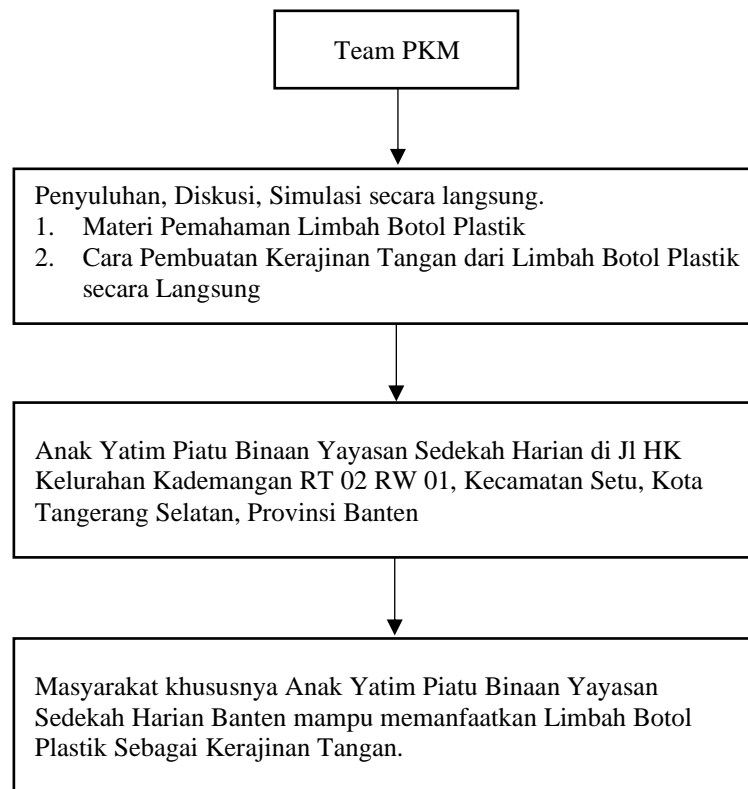 Team PKM
Penyuluhan, Diskusi, Simulasi secara langsung.
1. Materi Pemahaman Limbah Botol Plastik
2. Cara Pembuatan Kerajinan Tangan dari Limbah Botol Plastik
secara Langsung
Anak Yatim Piatu Binaan Yayasan Sedekah Harian di Jl HK
Kelurahan Kademangan RT 02 RW 01, Kecamatan Setu, Kota
Tangerang Selatan, Provinsi Banten
Masyarakat khususnya Anak Yatim Piatu Binaan Yayasan
Sedekah Harian Banten mampu memanfaatkan Limbah Botol
Plastik Sebagai Kerajinan Tangan.